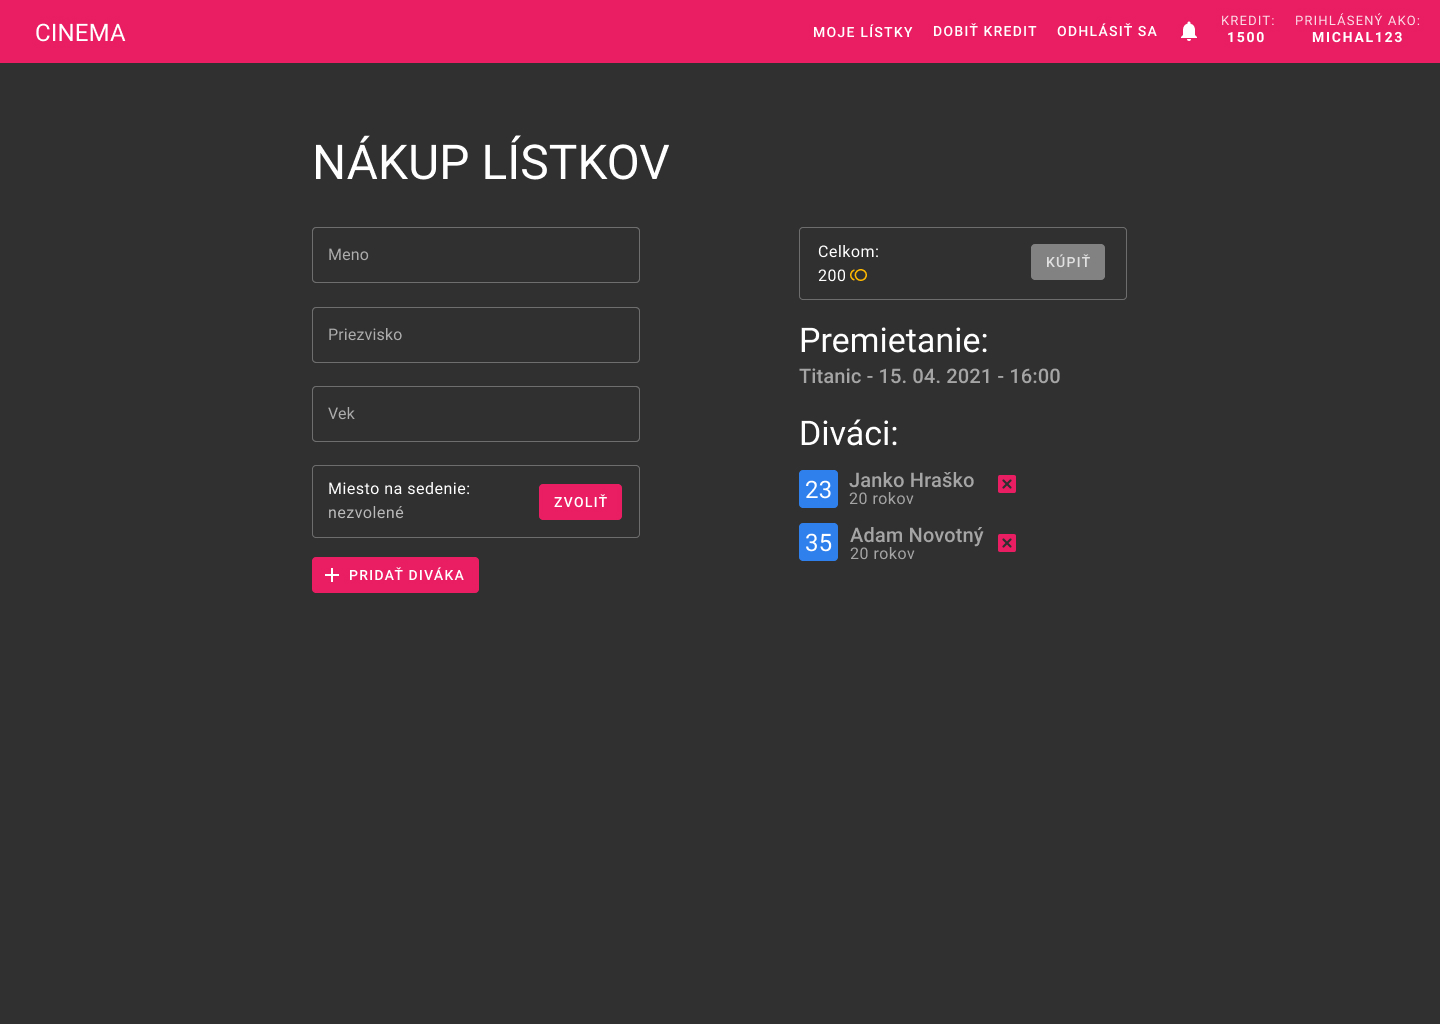 CINEMA
MOJE LÍSTKY
DOBIŤ KREDIT
ODHLÁSIŤ SA
KREDIT:
1500
PRIHLÁSENÝ AKO:
MICHAL123
NÁKUP LÍSTKOV
Meno
Priezvisko
Vek
Miesto na sedenie:
nezvolené
ZVOLIŤ
PRIDAŤ DIVÁKA
Celkom:
200
KÚPIŤ
Premietanie:
Titanic - 15. 04. 2021 - 16:00
Diváci:
23
Janko Hraško
20 rokov
35
Adam Novotný
20 rokov